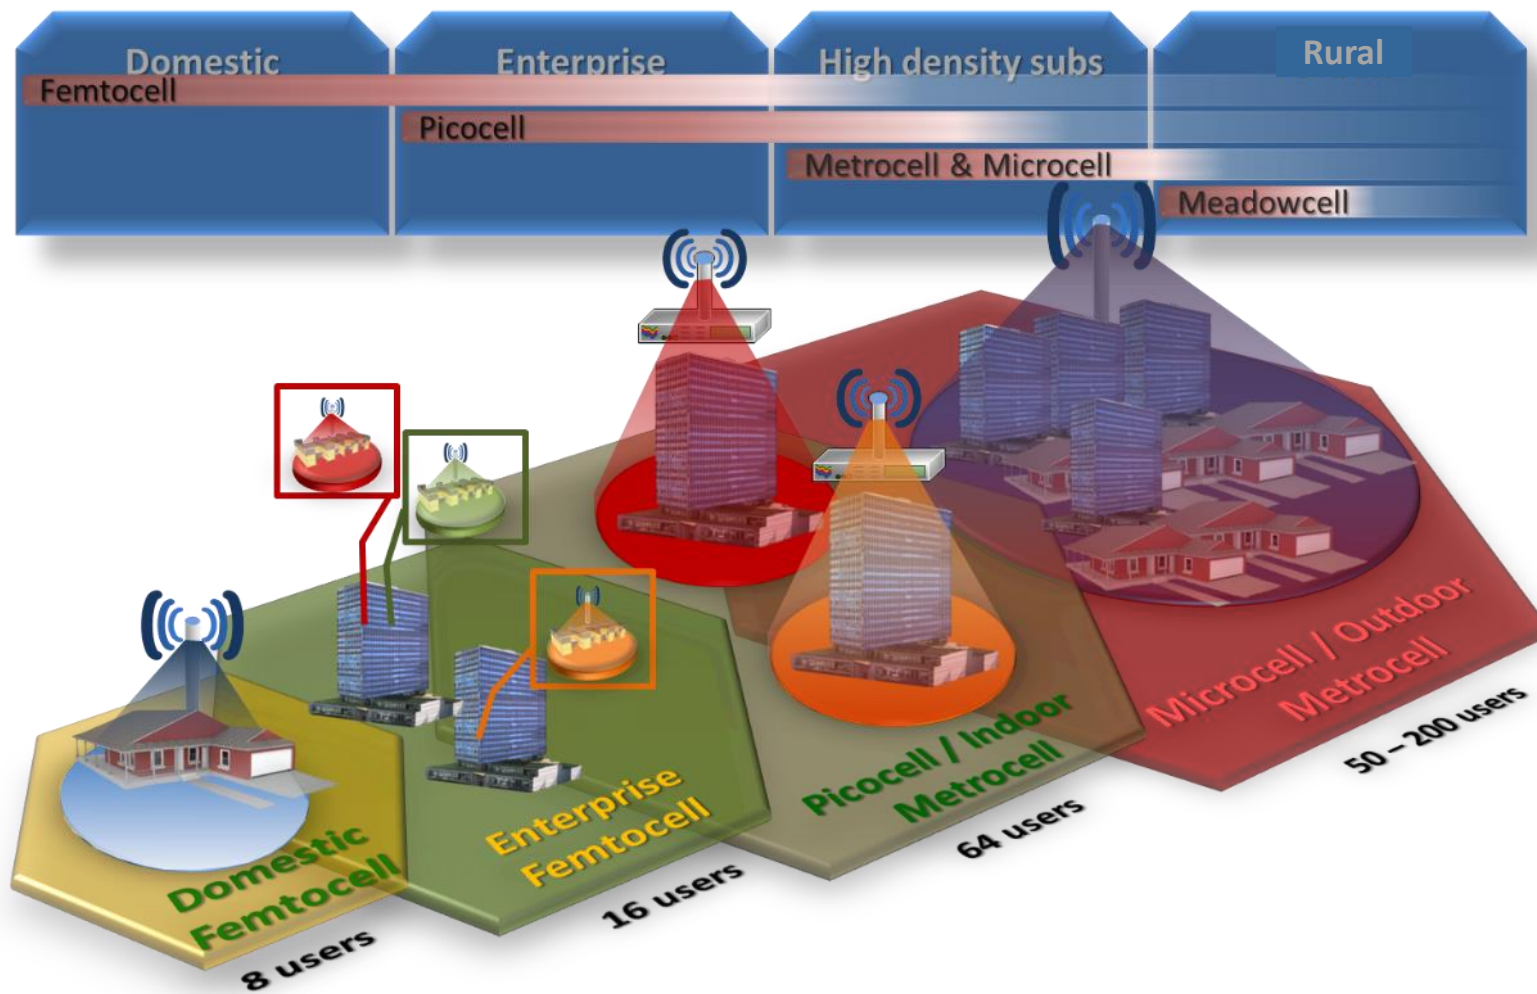 Domestic
Enterprise
High density subs
Rural
Femtocell
Picocell
Metrocell & Microcell
Meadowcell
Domestic
Femtocell
8 users
Enterprise
Femtocell
16 users
Picocell / Indoor
Metrocell
64 users
Microcell / Outdoor
Metrocell
50 – 200 users